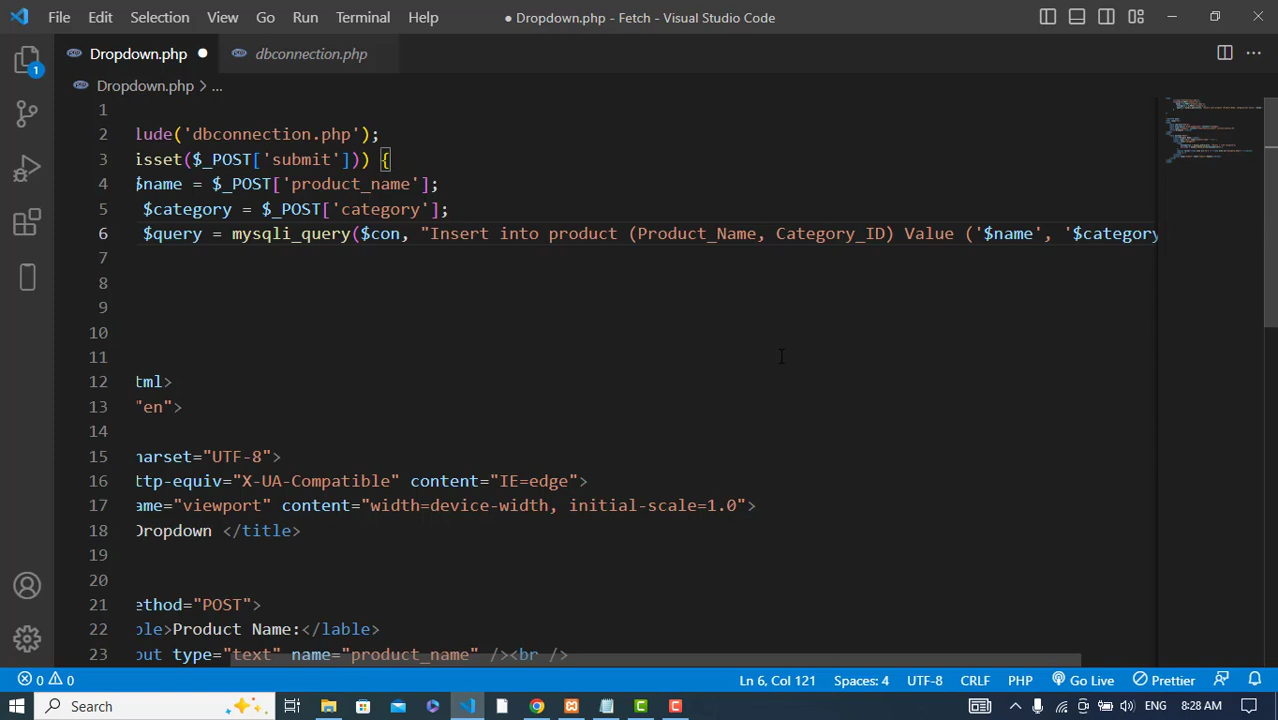 File Edit Selection View Go Run Terminal Help ● Dropdown.php - Fetch - Visual Studio Code
Dropdown.php dbconnection.php
Dropdown.php > ...
1
2 lude('dbconnection.php');
3 isset($_POST['submit'])) {
4 $name = $_POST['product_name'];
5 $category = $_POST['category'];
6 $query = mysqli_query($con, "Insert into product (Product_Name, Category_ID) Value ('$name', '$category
7
8
9
10
11
12 tml>
13 "en">
14
15 harset="UTF-8">
16 ttp-equiv="X-UA-Compatible" content="IE=edge">
17 ame="viewport" content="width=device-width, initial-scale=1.0">
18 Dropdown </title>
19
20
21 ethod="POST">
22 ble>Product Name:</lable>
23 out type="text" name="product_name" /><br />
1
0 0 Ln 6, Col 121 Spaces: 4 UTF-8 CRLF PHP Go Live Prettier
Search ENG 8:28 AM